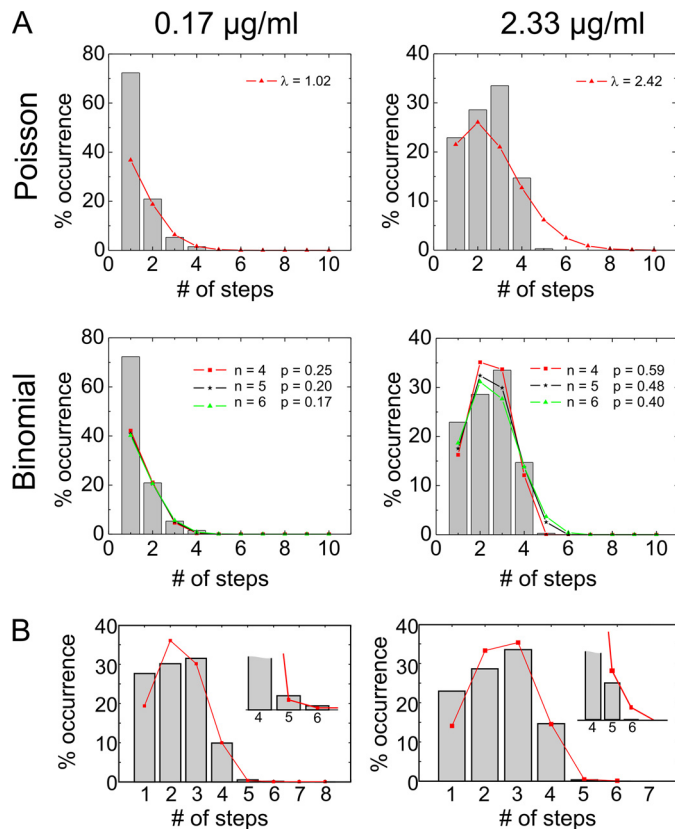 A
0.17 µg/ml
2.33 µg/ml
Poisson
% occurrence
80
60
40
20
0
λ = 1.02
2 4 6 8 10
# of steps
% occurrence
40
30
20
10
0
λ = 2.42
2 4 6 8 10
# of steps
Binomial
% occurrence
80
60
40
20
0
n = 4 p = 0.25
n = 5 p = 0.20
n = 6 p = 0.17
0 2 4 6 8 10
# of steps
% occurrence
40
30
20
10
0
n = 4 p = 0.59
n = 5 p = 0.48
n = 6 p = 0.40
0 2 4 6 8 10
# of steps
B
% occurrence
40
30
20
10
0
4 5 6
1 2 3 4 5 6 7 8
# of steps
% occurrence
40
30
20
10
0
4 5 6
1 2 3 4 5 6 7
# of steps